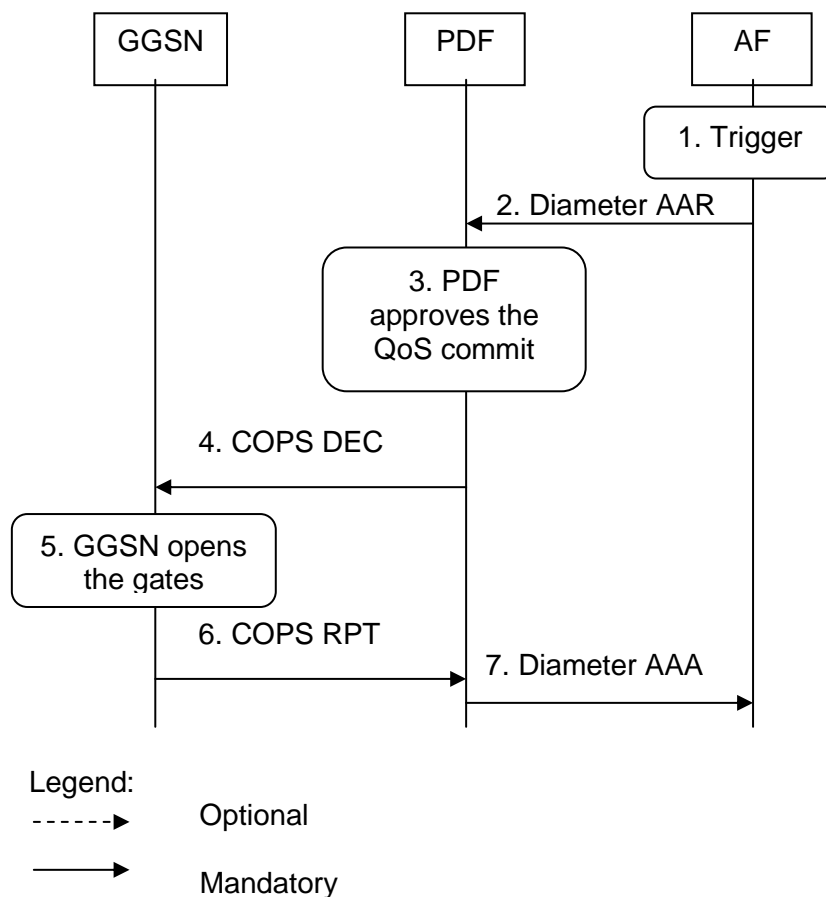 GGSN
PDF
AF
1. Trigger
2. Diameter AAR
3. PDF
approves the
QoS commit
4. COPS DEC
5. GGSN opens
the gates
6. COPS RPT
7. Diameter AAA
Legend:
Optional
Mandatory